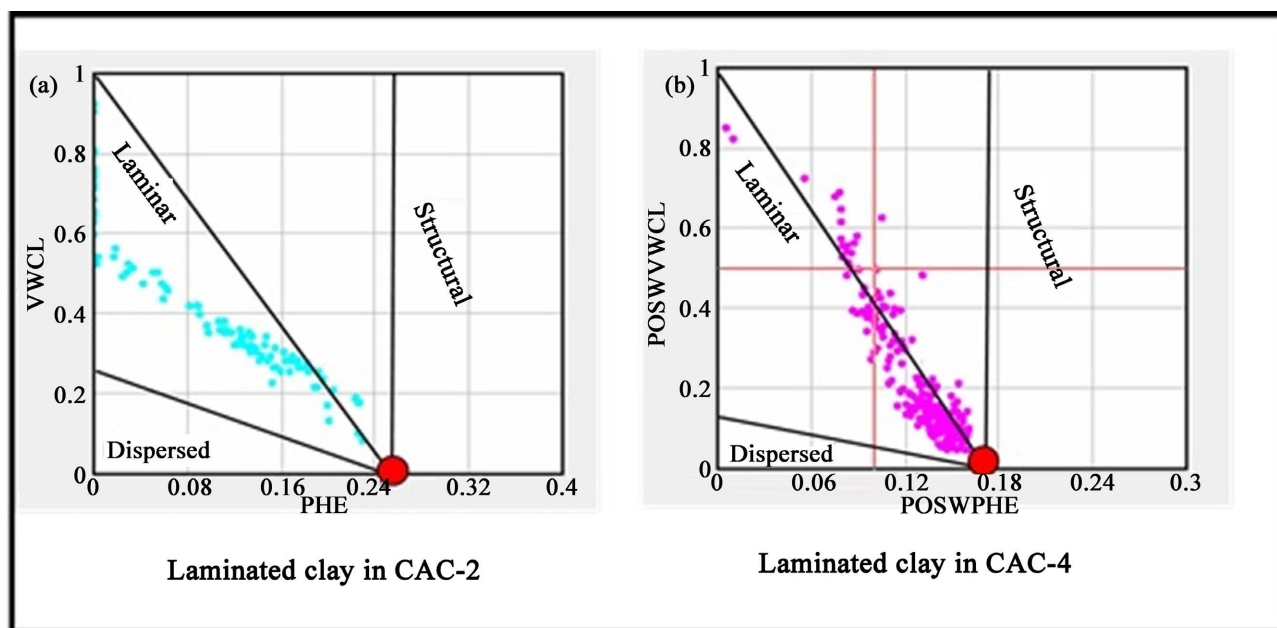 (a)
1
0.8
0.6
0.4
0.2
0
VWCL
Laminar
Structural
Dispersed
0 0.08 0.16 0.24 0.32 0.4
PHE
Laminated clay in CAC-2
(b)
1
0.8
0.6
0.4
0.2
0
POSWVWCL
Laminar
Structural
Dispersed
0 0.06 0.12 0.18 0.24 0.3
POSWPHE
Laminated clay in CAC-4